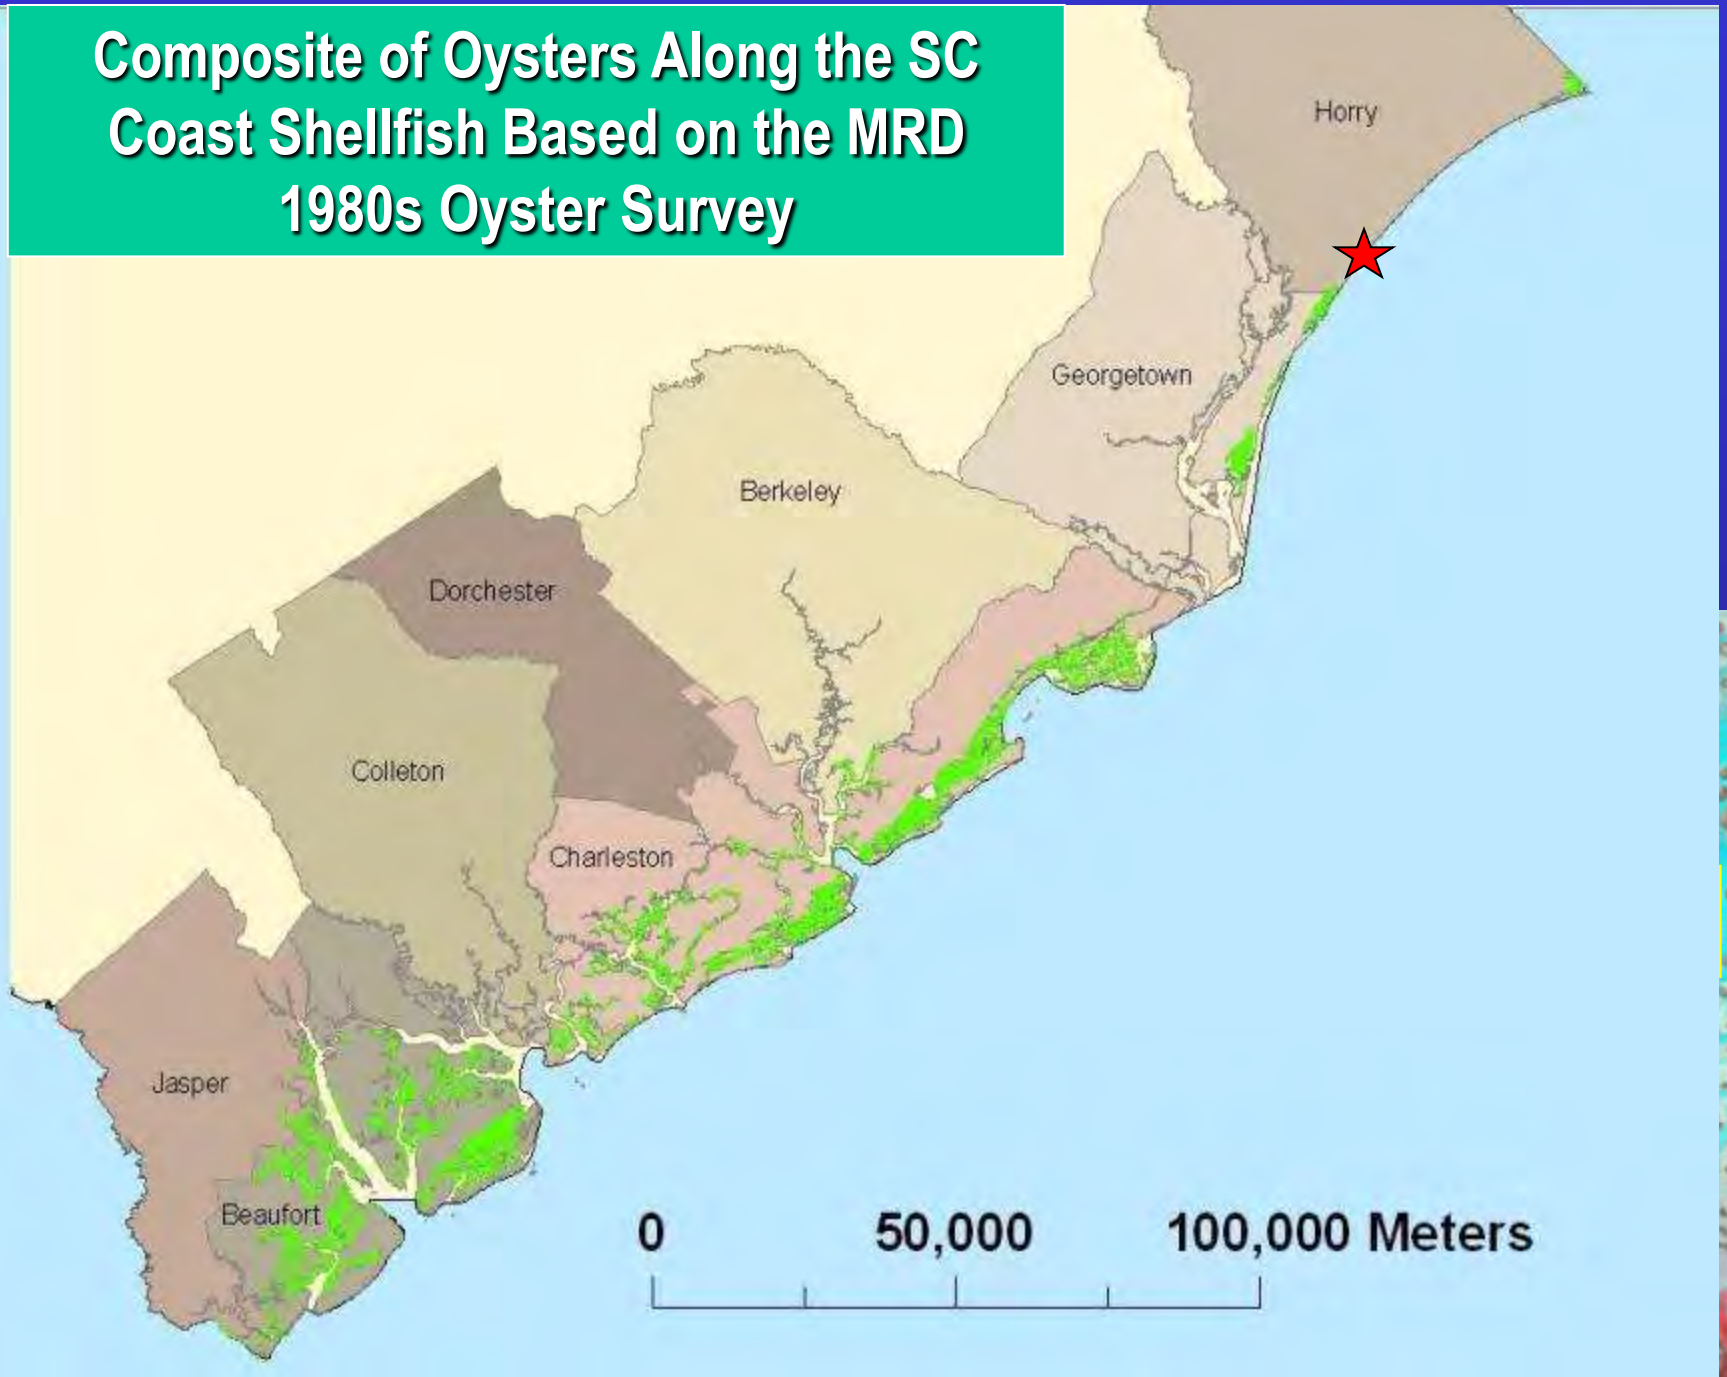 Composite of Oysters Along the SC
Coast Shellfish Based on the MRD
1980s Oyster Survey
Horry
Georgetown
Berkeley
Dorchester
Colleton
Charleston
Jasper
Beaufort
0 50,000 100,000 Meters